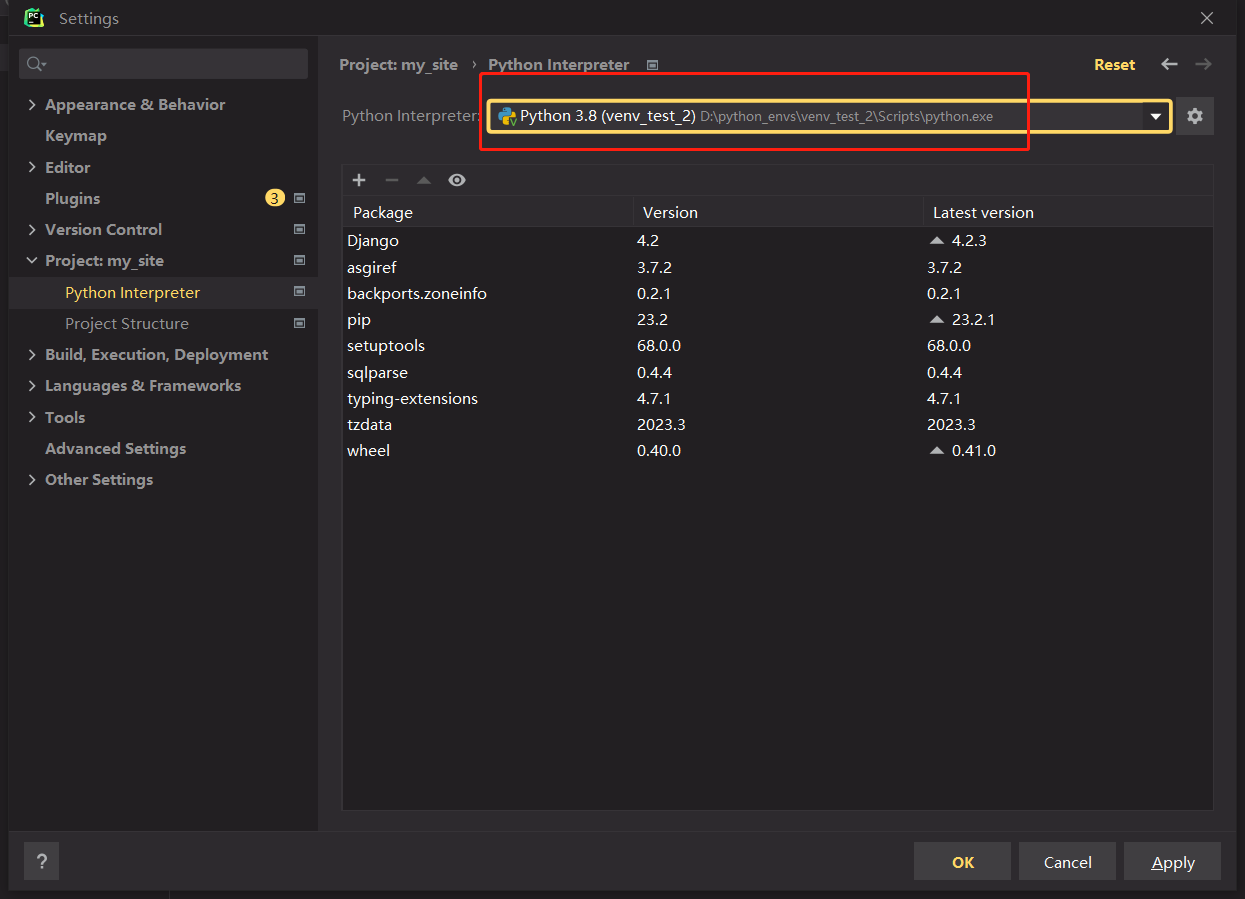 PC
Settings
Project: my_site › Python Interpreter
Reset
Appearance & Behavior
Keymap
Editor
Plugins 3
Version Control
Project: my_site
Python Interpreter
Project Structure
Build, Execution, Deployment
Languages & Frameworks
Tools
Advanced Settings
Other Settings
Python Interpreter: Python 3.8 (venv_test_2) D:\python_envs\venv_test_2\Scripts\python.exe
Package Version Latest version
Django 4.2 4.2.3
asgiref 3.7.2 3.7.2
backports.zoneinfo 0.2.1 0.2.1
pip 23.2 23.2.1
setuptools 68.0.0 68.0.0
sqlparse 0.4.4 0.4.4
typing-extensions 4.7.1 4.7.1
tzdata 2023.3 2023.3
wheel 0.40.0 0.41.0
? OK Cancel Apply